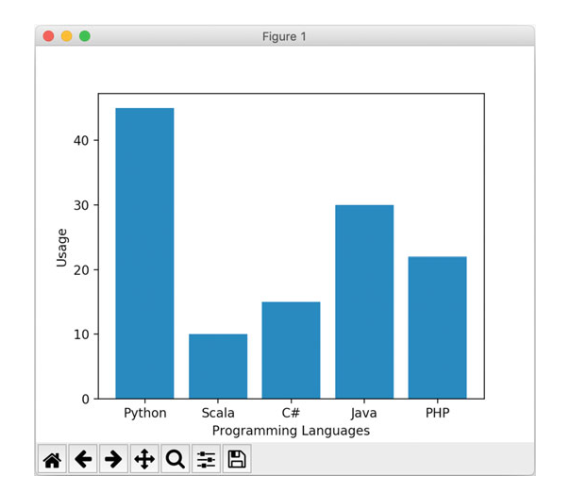 Figure 1
40
30
20
10
0
Usage
Python Scala C# Java PHP
Programming Languages